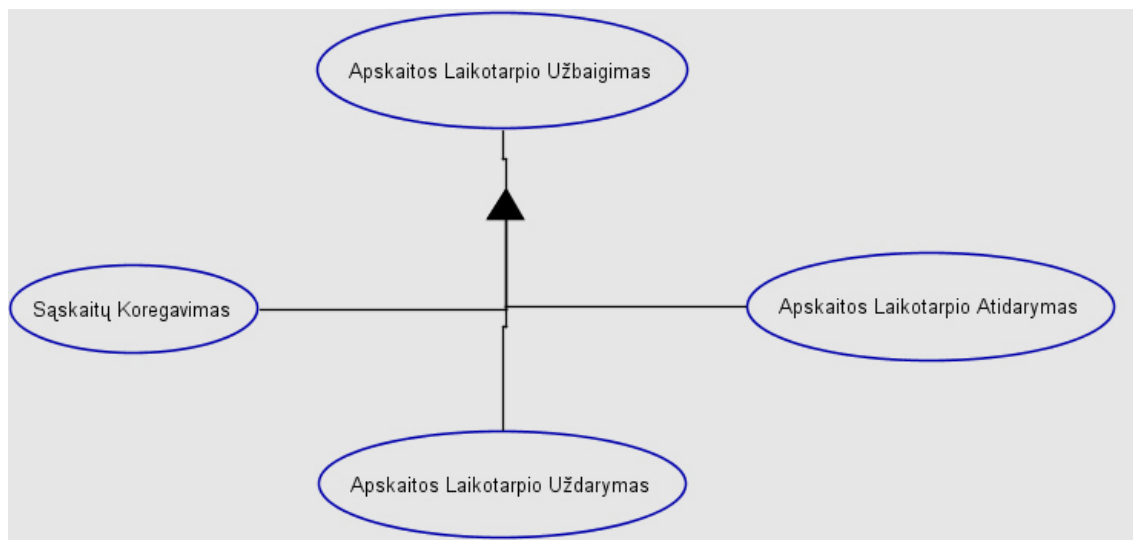 Apskaitos Laikotarpio Užbaigimas
Sąskaitų Koregavimas
Apskaitos Laikotarpio Atidarymas
Apskaitos Laikotarpio Uždarymas